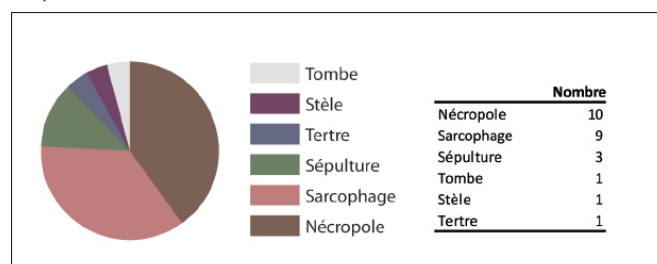 Tombe
Stèle
Tertre
Sépulture
Sarcophage
Nécropole
Nombre
Nécropole 10
Sarcophage 9
Sépulture 3
Tombe 1
Stèle 1
Tertre 1